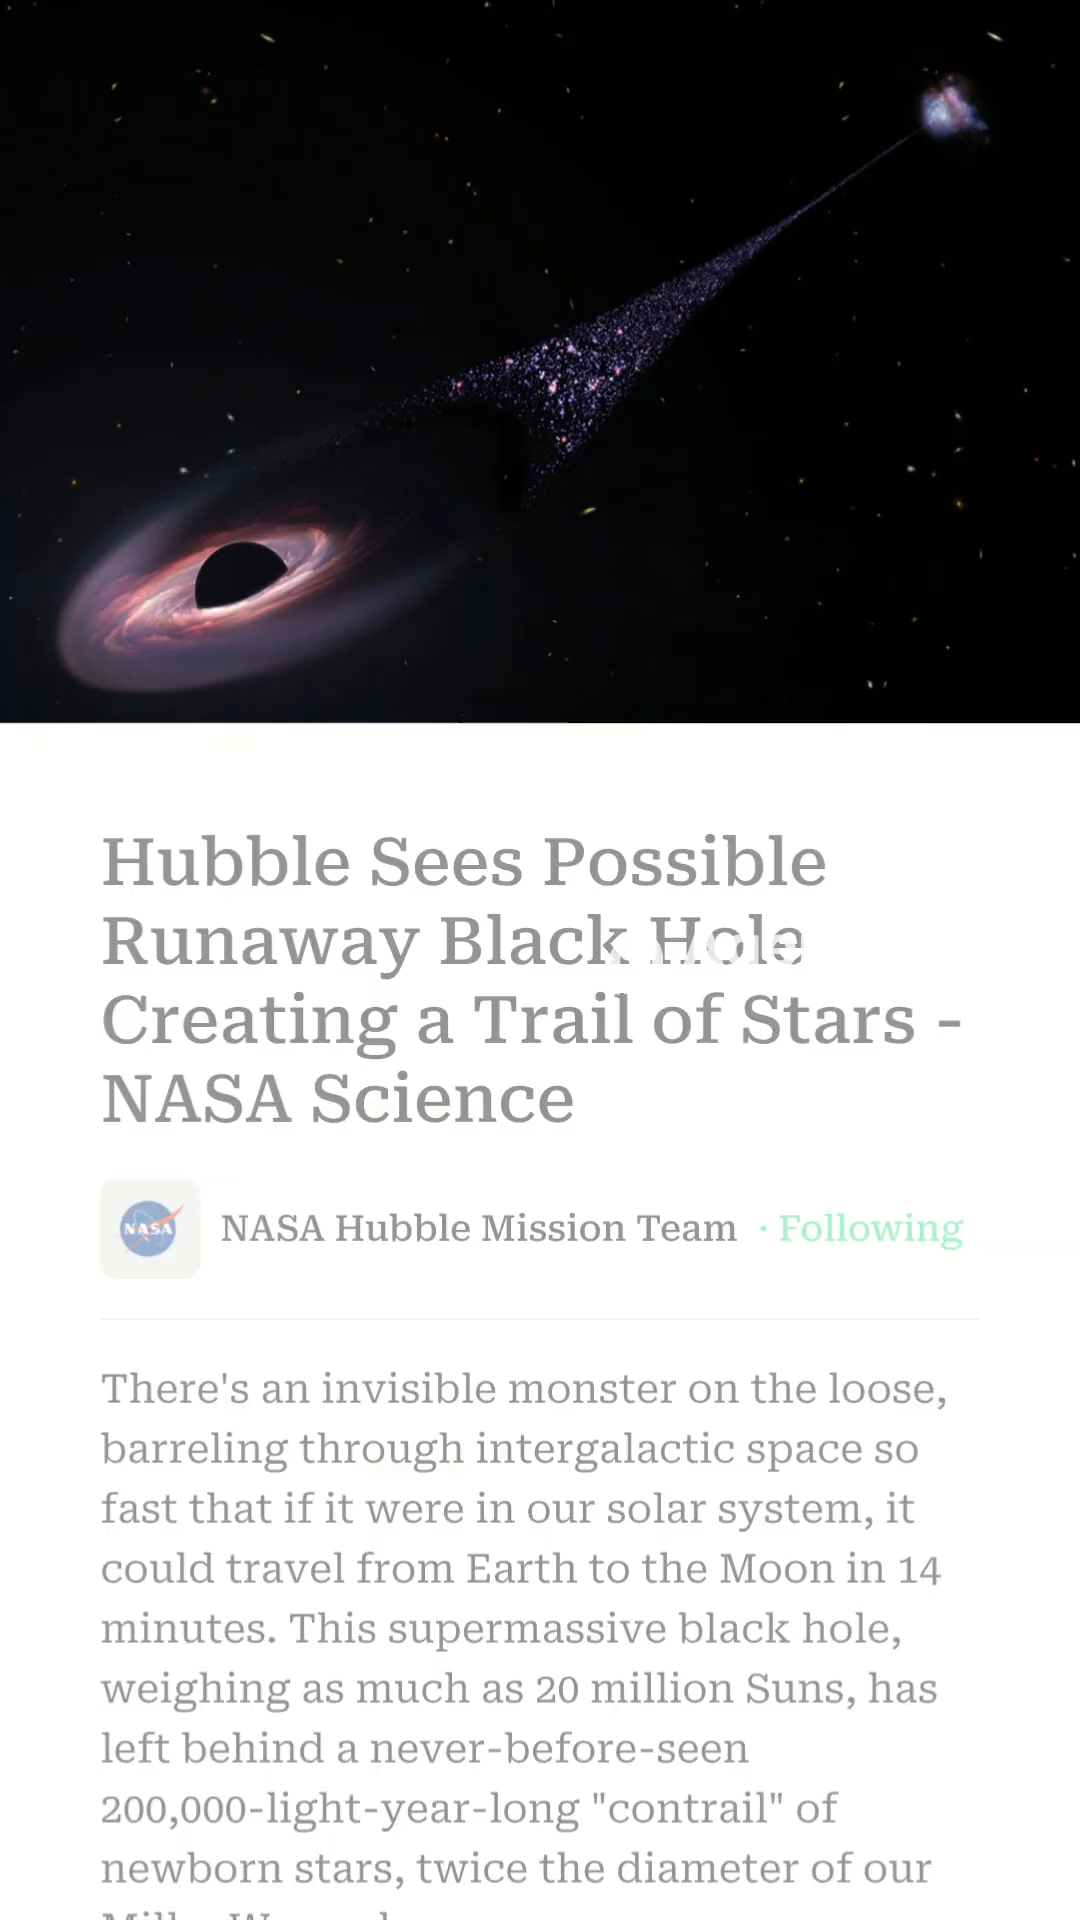 Hubble Sees Possible
Runaway Black Hole
Creating a Trail of Stars -
NASA Science
NASA
NASA Hubble Mission Team · Following
There's an invisible monster on the loose,
barreling through intergalactic space so
fast that if it were in our solar system, it
could travel from Earth to the Moon in 14
minutes. This supermassive black hole,
weighing as much as 20 million Suns, has
left behind a never-before-seen
200,000-light-year-long "contrail" of
newborn stars, twice the diameter of our